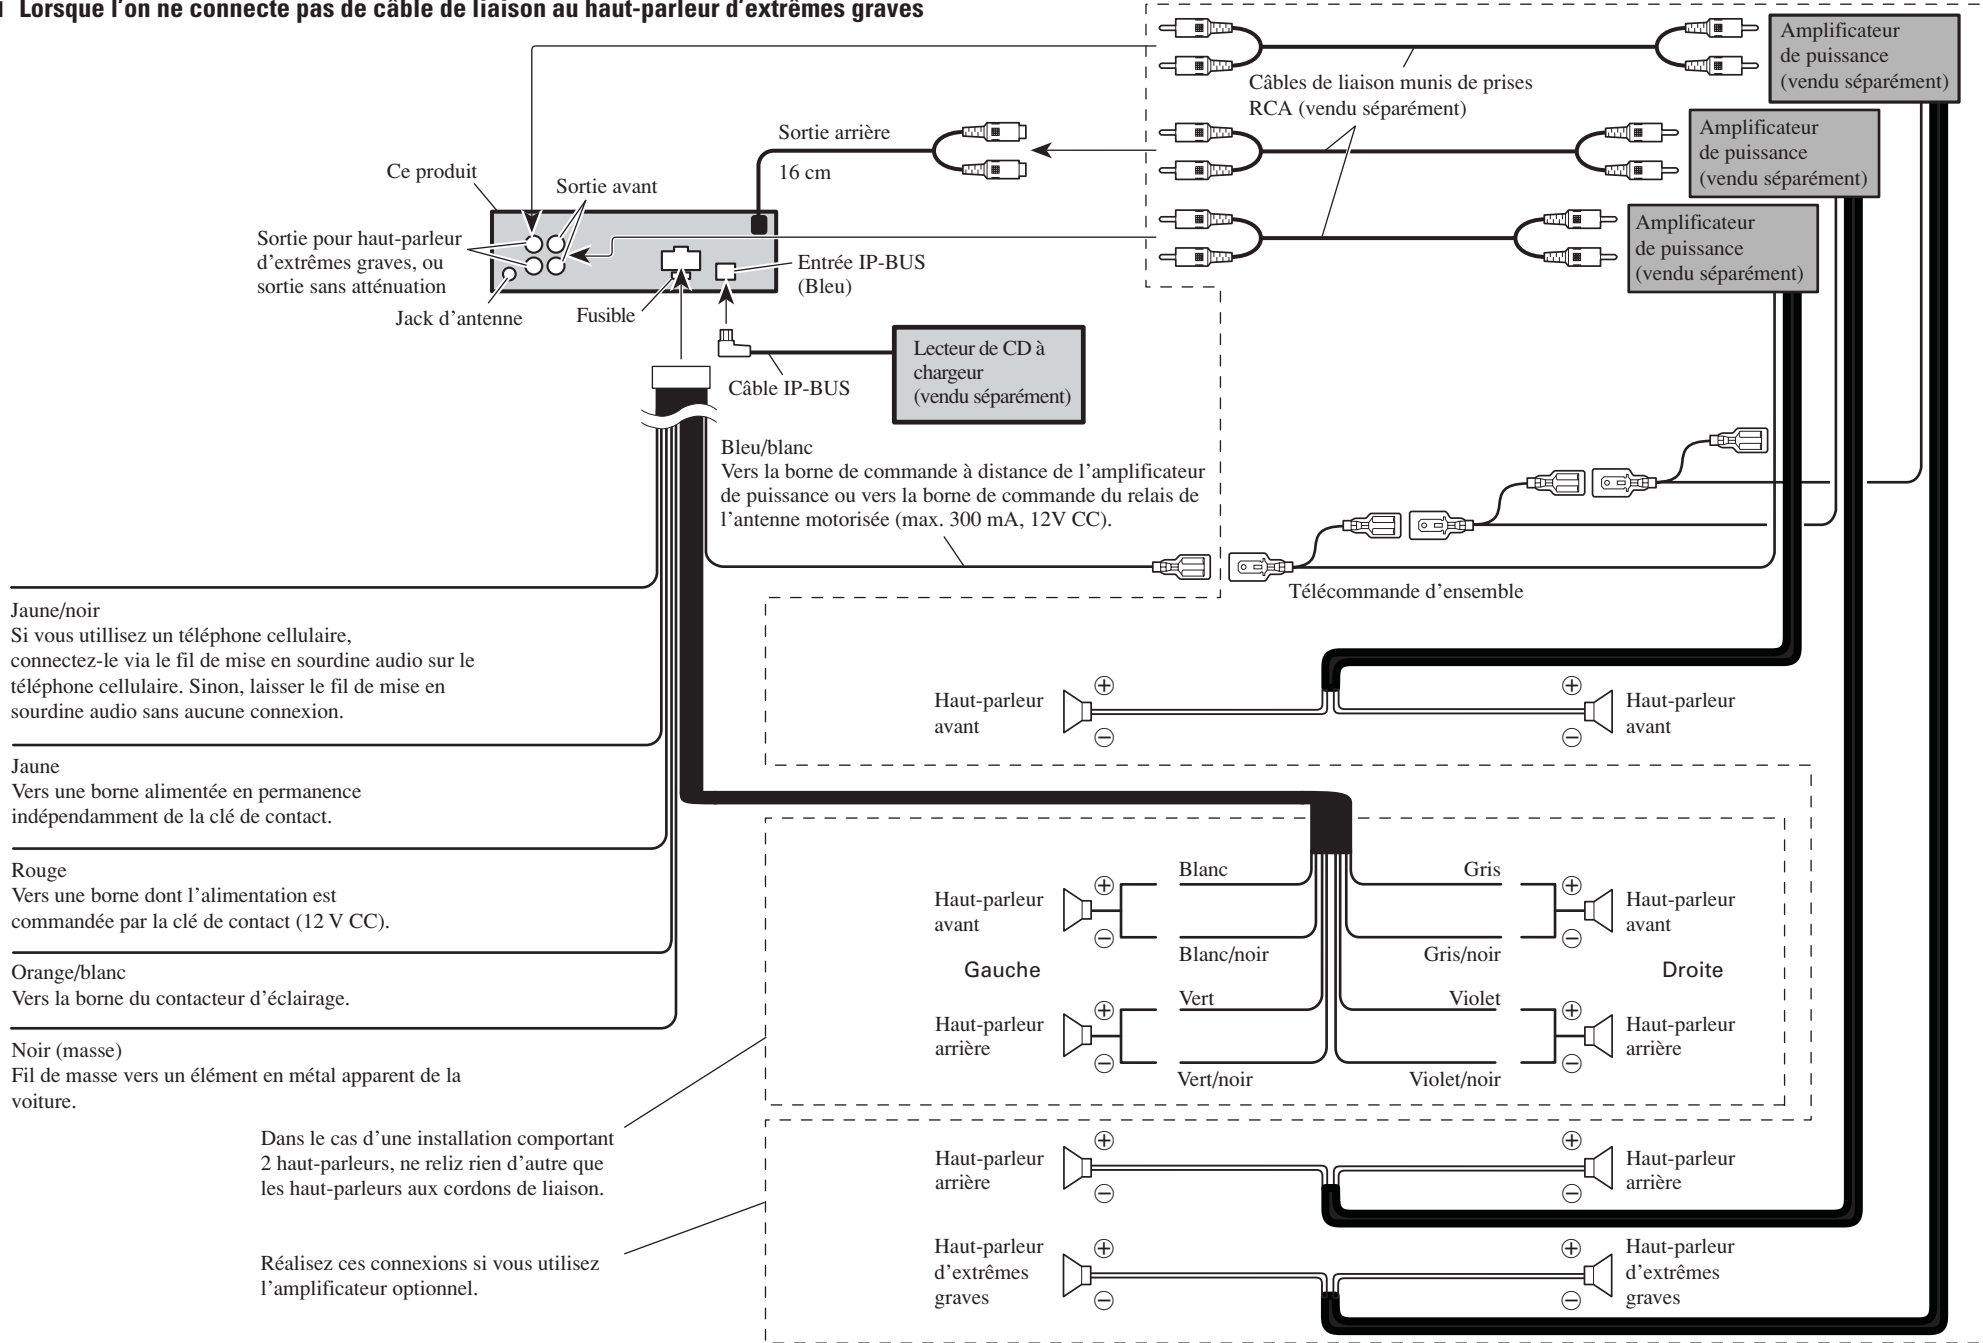 Lorsque l'on ne connecte pas de câble de liaison au haut-parleur d'extrêmes graves
Amplificateur
de puissance
(vendu séparément)
Câbles de liaison munis de prises
RCA (vendu séparément)
Sortie arrière
16 cm
Amplificateur
de puissance
(vendu séparément)
Ce produit
Sortie avant
Amplificateur
de puissance
(vendu séparément)
Sortie pour haut-parleur
d'extrêmes graves, ou
sortie sans atténuation
Entrée IP-BUS
(Bleu)
Jack d'antenne
Fusible
Lecteur de CD à
chargeur
(vendu séparément)
Câble IP-BUS
Bleu/blanc
Vers la borne de commande à distance de l'amplificateur
de puissance ou vers la borne de commande du relais de
l'antenne motorisée (max. 300 mA, 12V CC).
Télécommande d'ensemble
Jaune/noir
Si vous utillisez un téléphone cellulaire,
connectez-le via le fil de mise en sourdine audio sur le
téléphone cellulaire. Sinon, laisser le fil de mise en
sourdine audio sans aucune connexion.
Haut-parleur
avant
⊕
⊖
⊕
⊖
Haut-parleur
avant
Jaune
Vers une borne alimentée en permanence
indépendamment de la clé de contact.
Rouge
Vers une borne dont l'alimentation est
commandée par la clé de contact (12 V CC).
Orange/blanc
Vers la borne du contacteur d'éclairage.
Noir (masse)
Fil de masse vers un élément en métal apparent de la
voiture.
Haut-parleur
avant
⊕
⊖
Blanc
Blanc/noir
Gris
Gris/noir
⊕
⊖
Haut-parleur
avant
Gauche
Droite
Haut-parleur
arrière
⊕
⊖
Vert
Vert/noir
Violet
Violet/noir
⊕
⊖
Haut-parleur
arrière
Dans le cas d'une installation comportant
2 haut-parleurs, ne reliz rien d'autre que
les haut-parleurs aux cordons de liaison.
Haut-parleur
arrière
⊕
⊖
⊕
⊖
Haut-parleur
arrière
Réalisez ces connexions si vous utilisez
l'amplificateur optionnel.
Haut-parleur
d'extrêmes
graves
⊕
⊖
⊕
⊖
Haut-parleur
d'extrêmes
graves